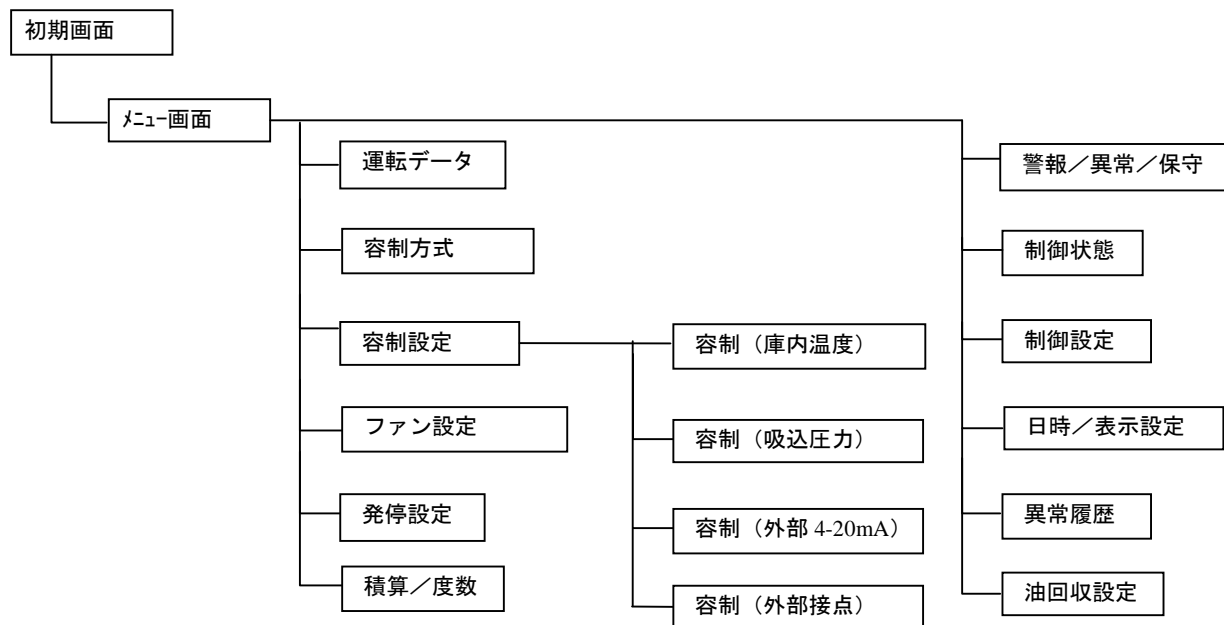 初期画面
ﾒﾆｭｰ画面
運転データ
容制方式
容制設定
ファン設定
発停設定
積算／度数
容制（庫内温度）
容制（吸込圧力）
容制（外部 4-20mA）
容制（外部接点）
警報／異常／保守
制御状態
制御設定
日時／表示設定
異常履歴
油回収設定